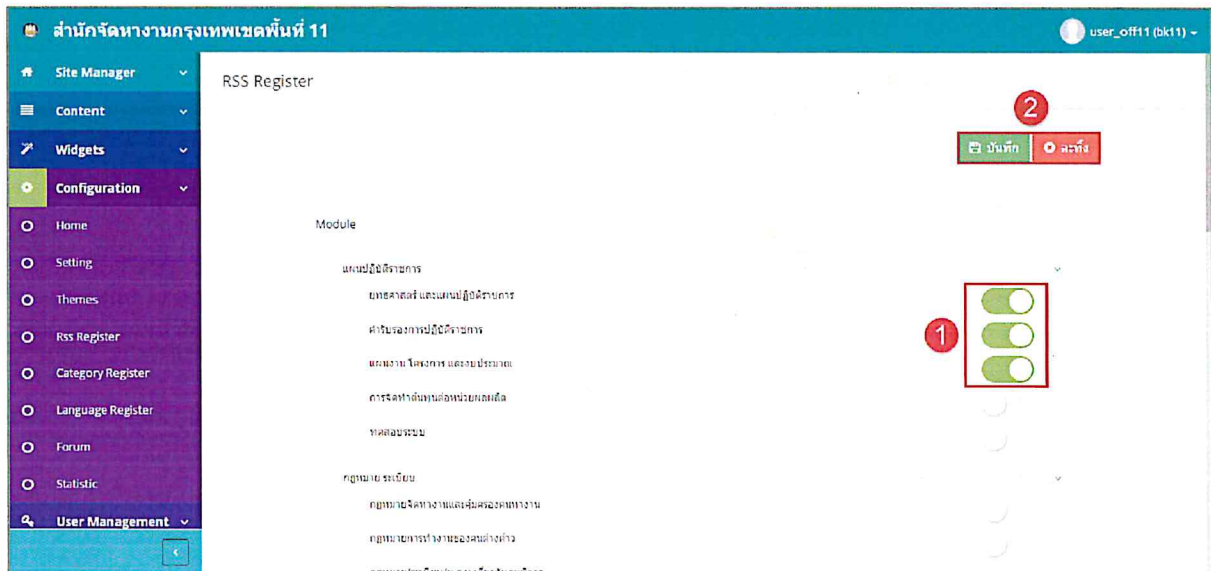 สำนักจัดหางานกรุงเทพเขตพื้นที่ 11
user_off11 (bk11)
Site Manager
Content
Widgets
Configuration
Home
Setting
Themes
Rss Register
Category Register
Language Register
Forum
Statistic
User Management
RSS Register
2
บันทึก
ละทิ้ง
Module
แผนปฏิบัติราชการ
ยุทธศาสตร์ และแผนปฏิบัติราชการ
คำรับรองการปฏิบัติราชการ
1
แผนงาน โครงการ และงบประมาณ
การจัดทำต้นทุนต่อหน่วยผลผลิต
ทดสอบระบบ
กฎหมาย ระเบียบ
กฎหมายจัดหางานและคุ้มครองคนหางาน
กฎหมายการทำงานของคนต่างด้าว